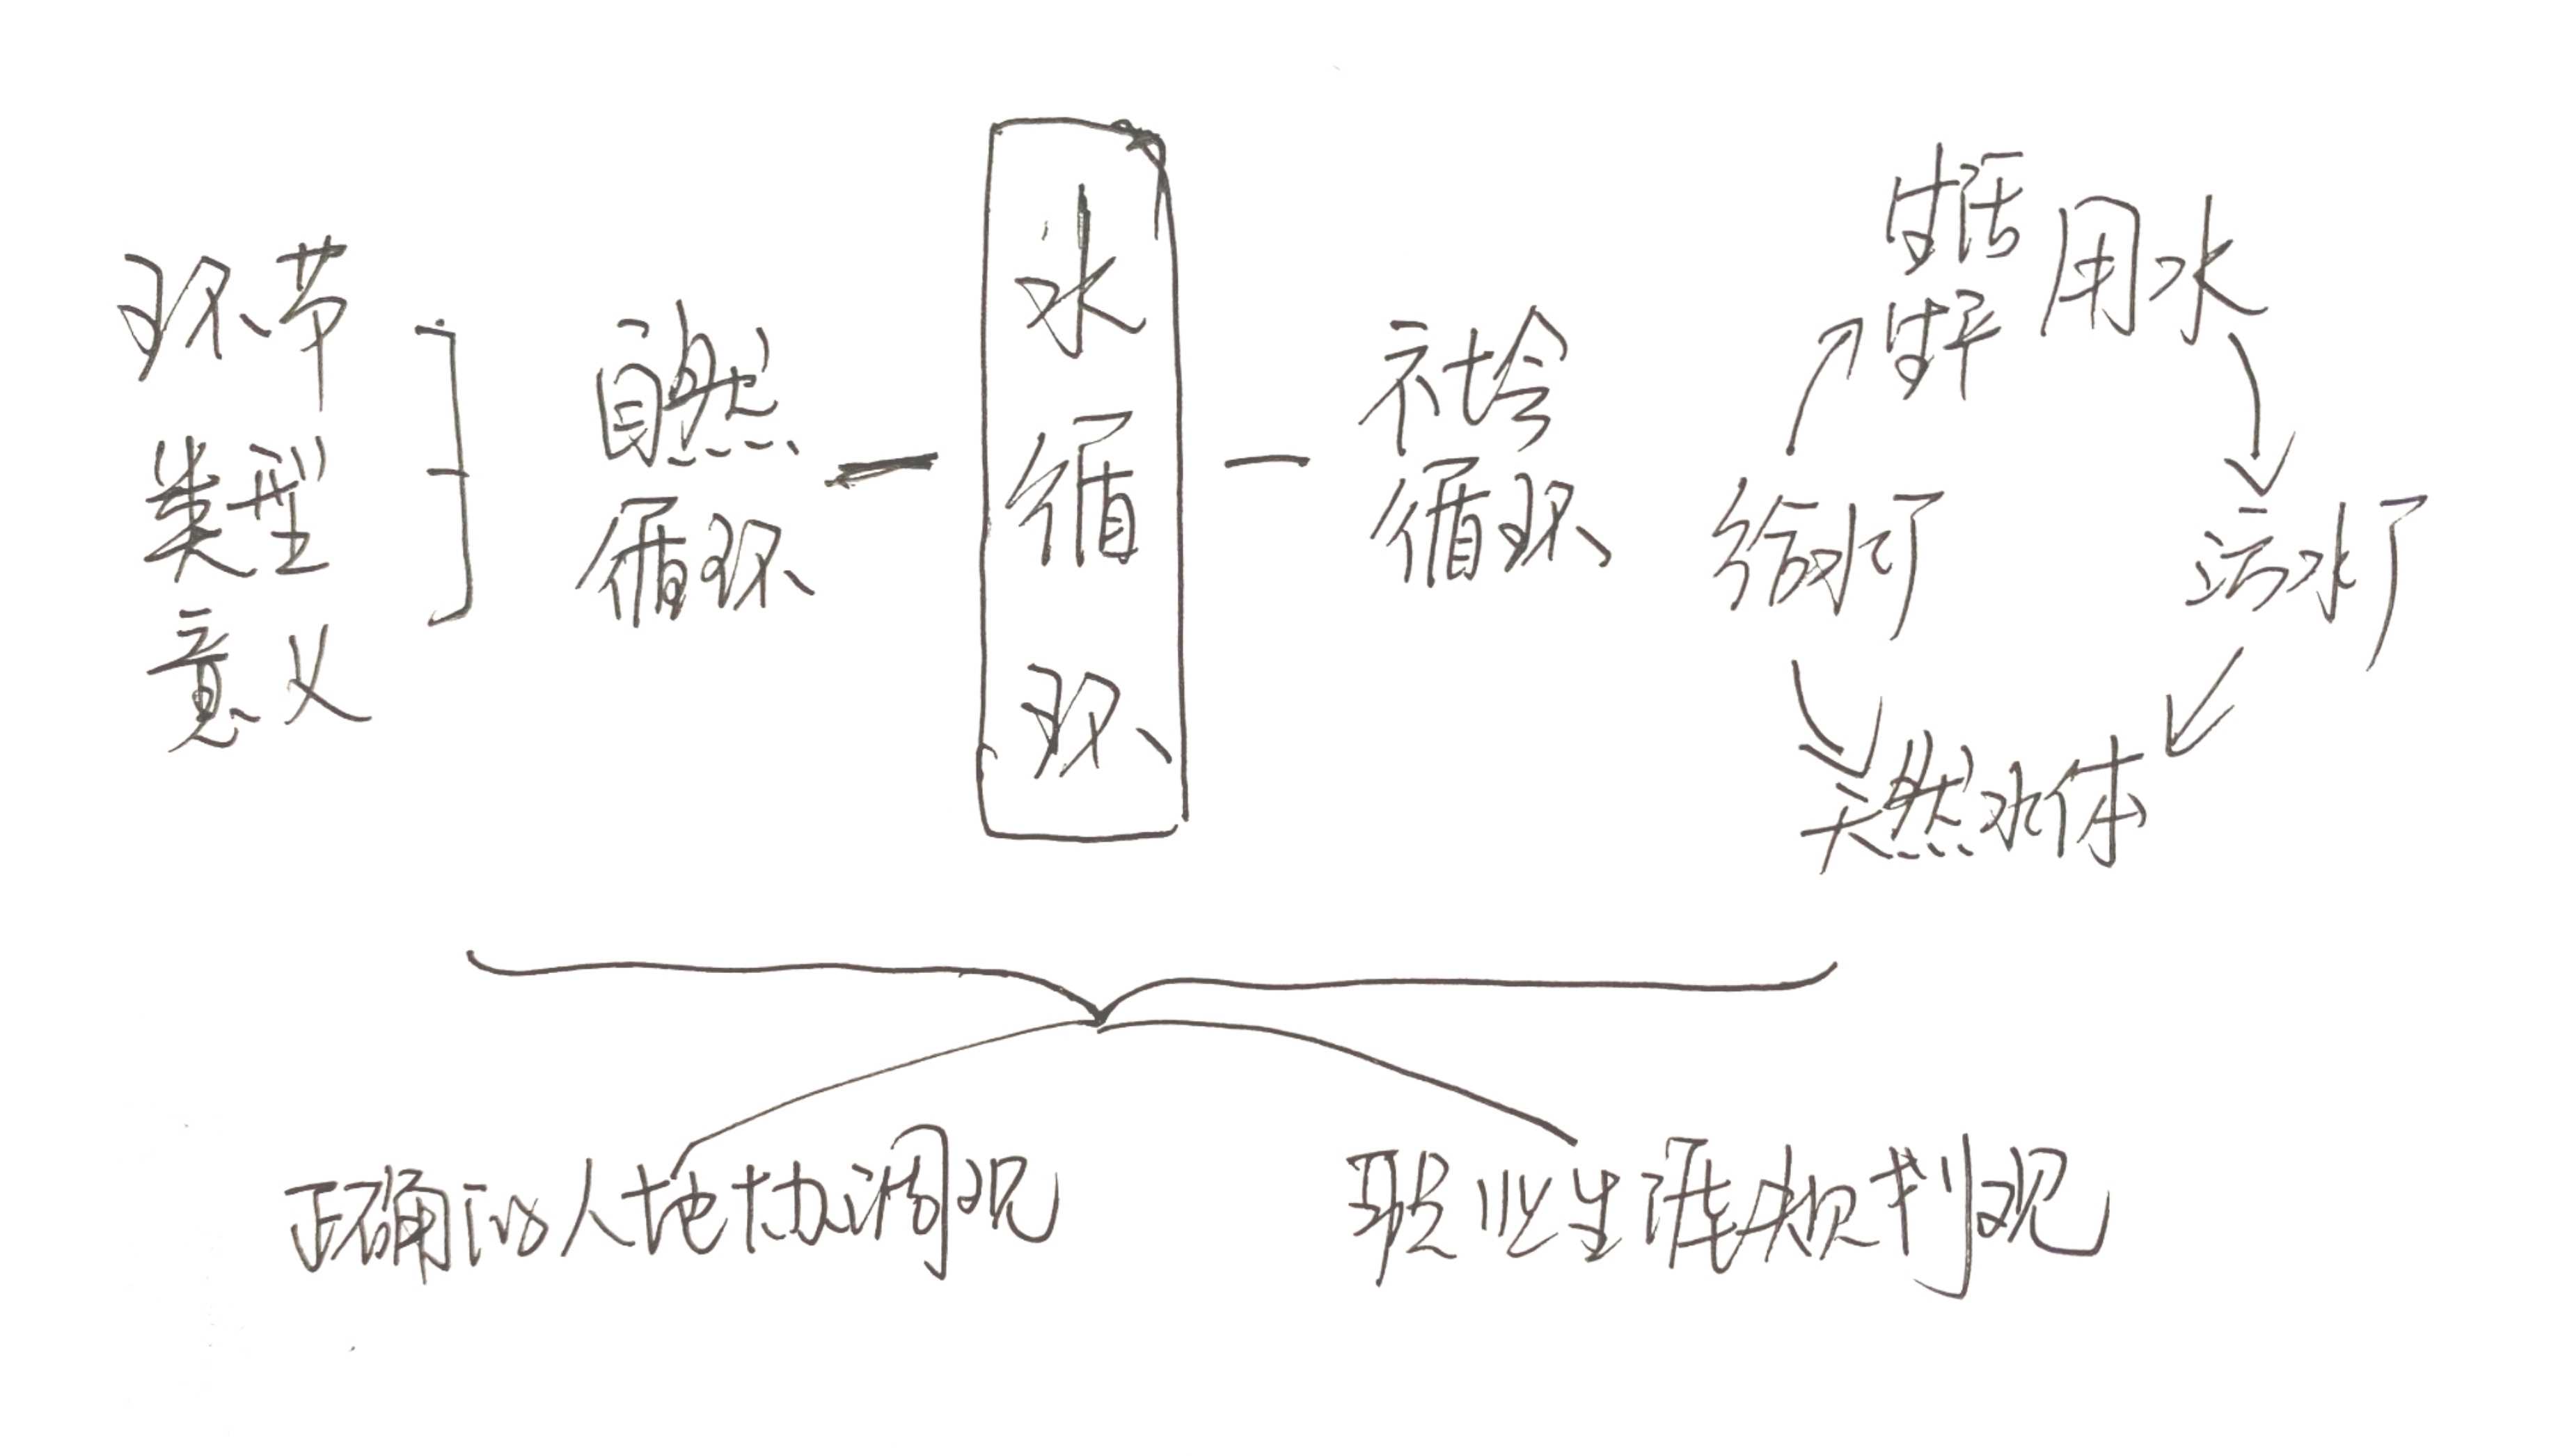 环节
类型
意义
自然
循环
水
循
环
社会
循环
生活
生产
用水
给水厂
污水厂
天然水体
正确的人地协调观
职业生涯规划观